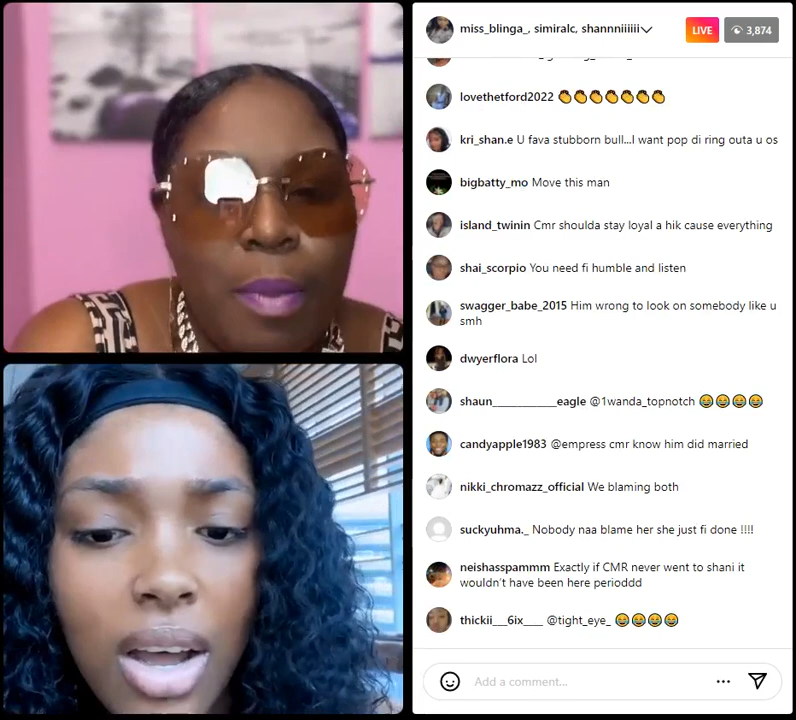 miss_blinga_, simiralc, shannniiiiii
LIVE
3,874
lovethetford2022 👏👏👏👏👏👏👏
kri_shan.e U fava stubborn bull...I want pop di ring outa u os
bigbatty_mo Move this man
island_twinin Cmr shoulda stay loyal a hik cause everything
shai_scorpio You need fi humble and listen
swagger_babe_2015 Him wrong to look on somebody like u
smh
dwyerflora Lol
shaun____________eagle @1wanda_topnotch 😂😂😂😂
candyapple1983 @empress cmr know him did married
nikki_chromazz_official We blaming both
suckyuhma._ Nobody naa blame her she just fi done !!!!
neishasspammm Exactly if CMR never went to shani it
wouldn't have been here perioddd
thickii___6ix____ @tight_eye_ 😂😂😂😂
Add a comment...